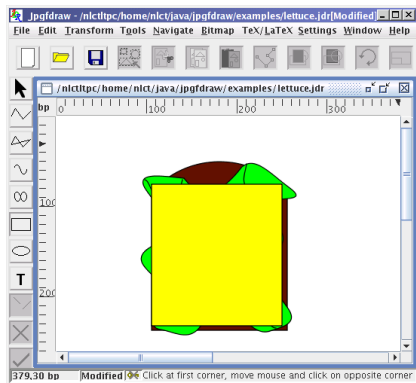 Jpgfdraw - /nlctltpc/home/nlct/java/jpgfdraw/examples/lettuce.jdr[Modified]
File Edit Transform Tools Navigate Bitmap TeX/LaTeX Settings Window Help
/nlctltpc/home/nlct/java/jpgfdraw/examples/lettuce.jdr
bp 0 100 200 300
100
200
T
379,30 bp Modified Click at first corner, move mouse and click on opposite corner